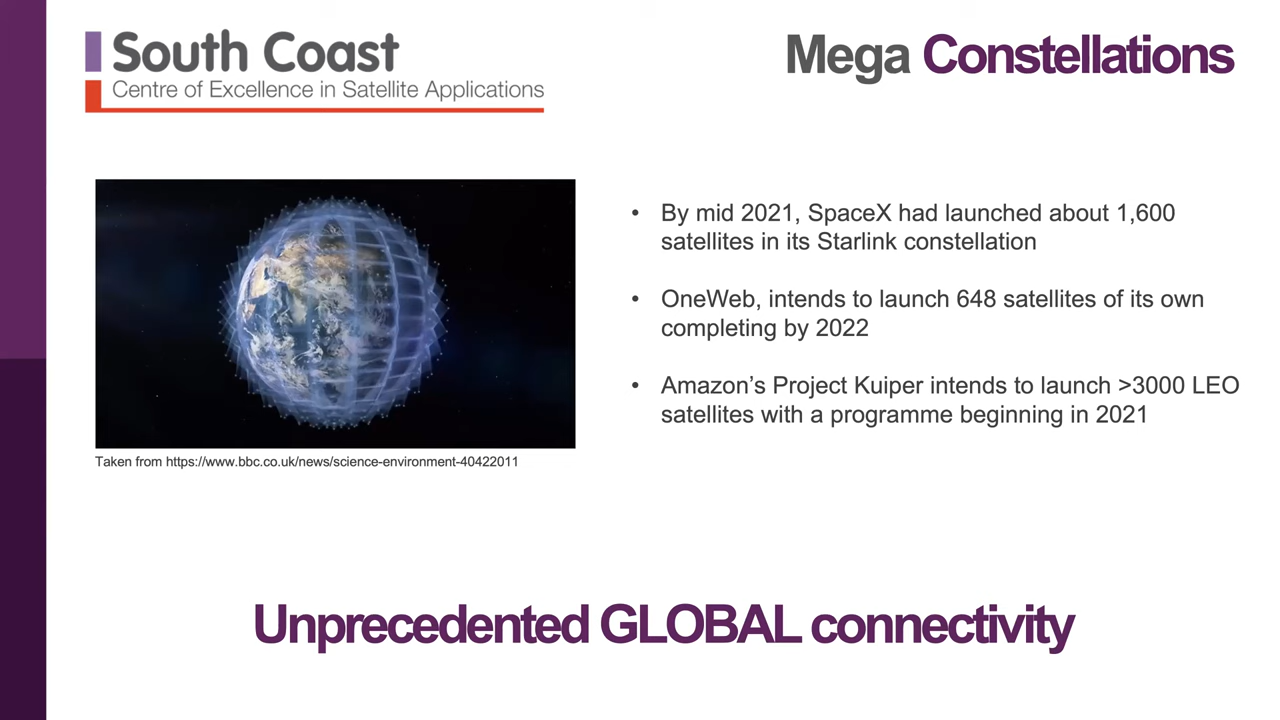 South Coast
Centre of Excellence in Satellite Applications
Mega Constellations
• By mid 2021, SpaceX had launched about 1,600
satellites in its Starlink constellation
• OneWeb, intends to launch 648 satellites of its own
completing by 2022
• Amazon’s Project Kuiper intends to launch >3000 LEO
satellites with a programme beginning in 2021
Taken from https://www.bbc.co.uk/news/science-environment-40422011
Unprecedented GLOBAL connectivity